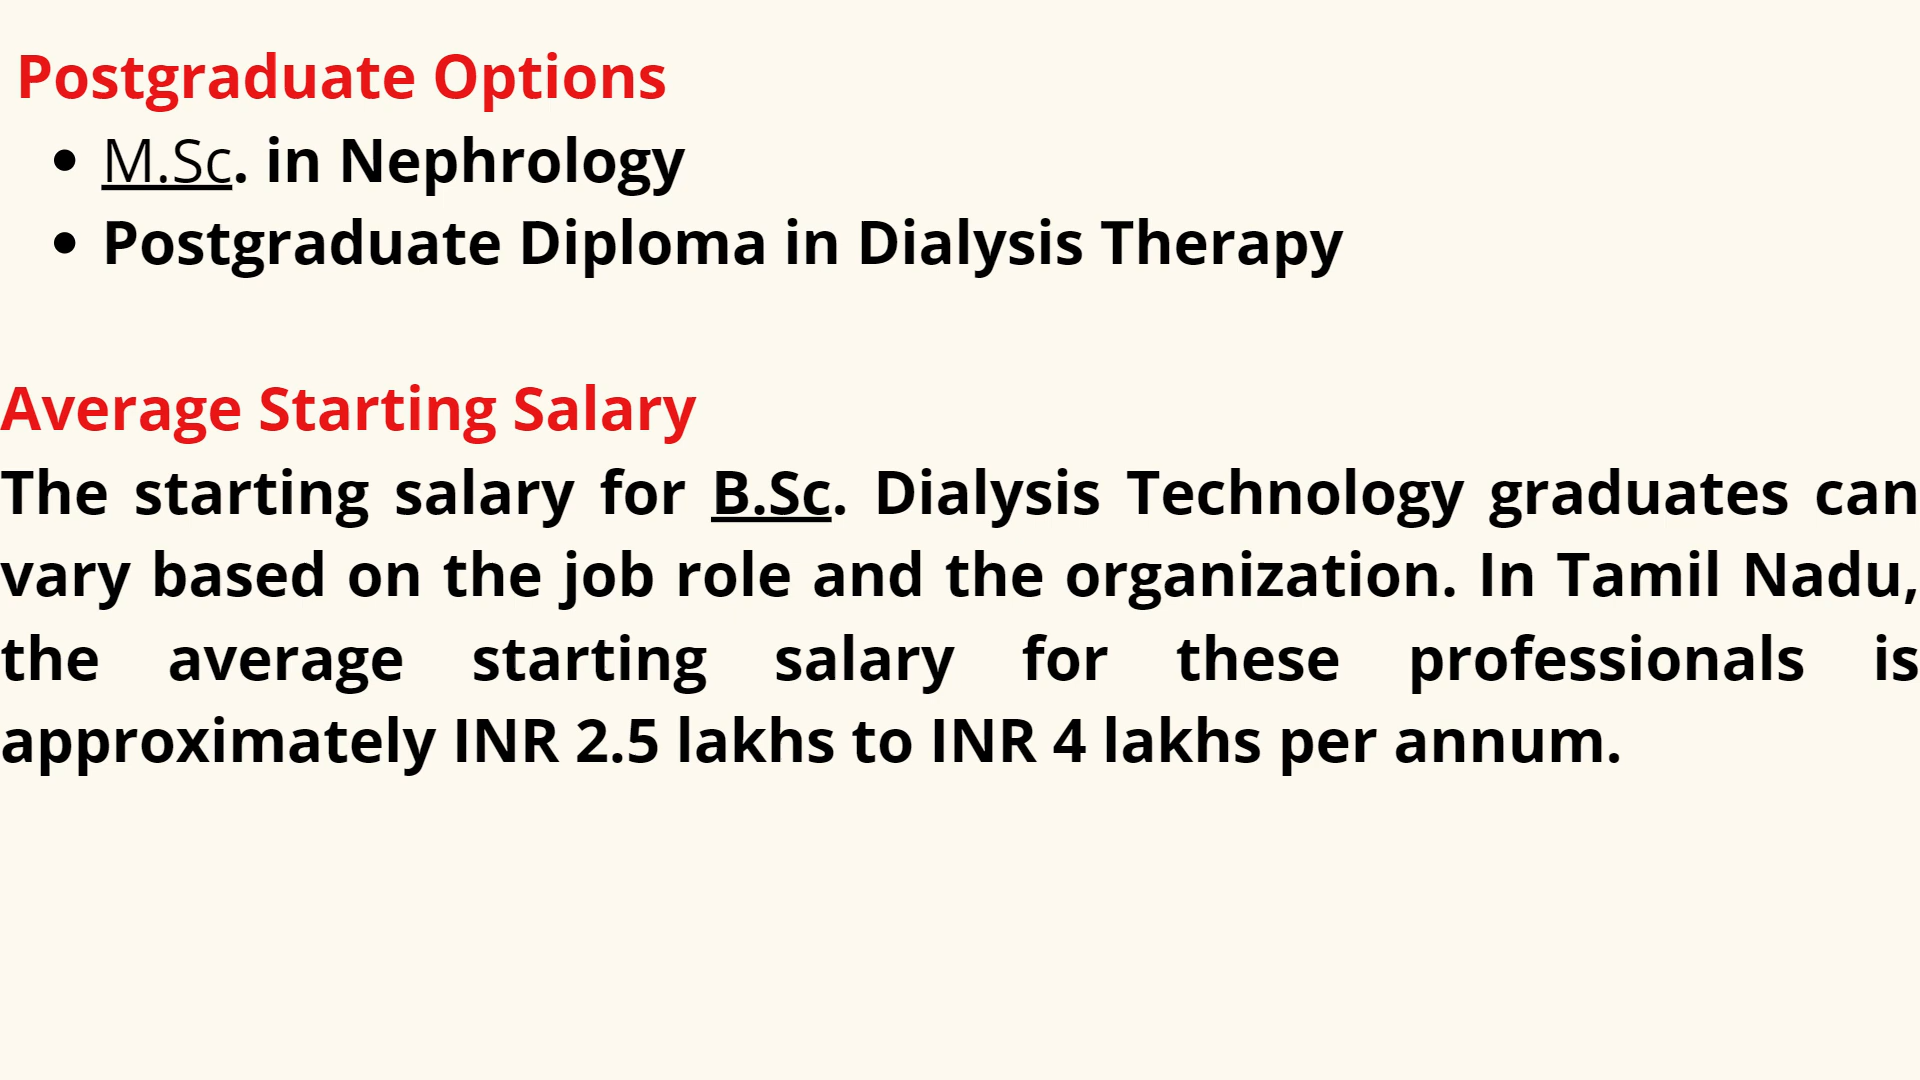 Postgraduate Options
• M.Sc. in Nephrology
• Postgraduate Diploma in Dialysis Therapy
Average Starting Salary
The starting salary for B.Sc. Dialysis Technology graduates can
vary based on the job role and the organization. In Tamil Nadu,
the average starting salary for these professionals is
approximately INR 2.5 lakhs to INR 4 lakhs per annum.